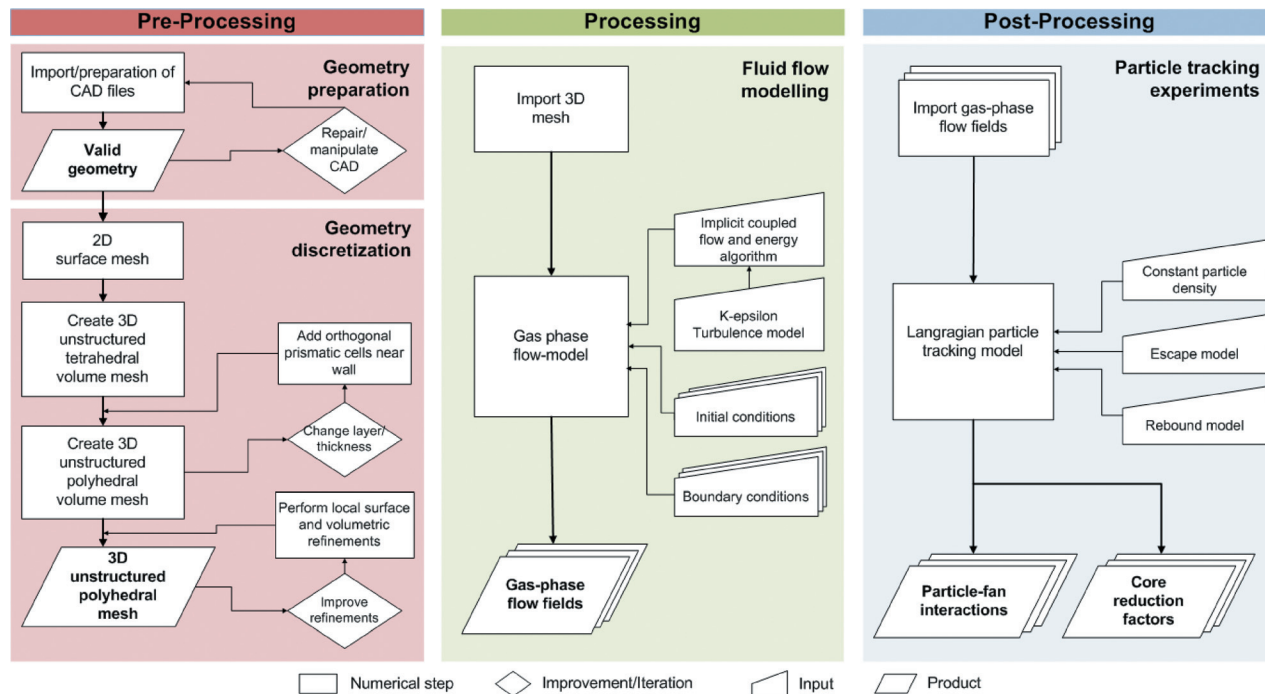 Pre-Processing
Geometry
preparation
Import/preparation of
CAD files
Valid
geometry
Repair/
manipulate
CAD
Geometry
discretization
2D
surface mesh
Create 3D
unstructured
tetrahedral
volume mesh
Add orthogonal
prismatic cells near
wall
Create 3D
unstructured
polyhedral
volume mesh
Change layer/
thickness
Perform local surface
and volumetric
refinements
3D
unstructured
polyhedral
mesh
Improve
refinements
Processing
Fluid flow
modelling
Import 3D
mesh
Implicit coupled
flow and energy
algorithm
K-epsilon
Turbulence model
Gas phase
flow-model
Initial conditions
Boundary conditions
Gas-phase
flow fields
Post-Processing
Particle tracking
experiments
Import gas-phase
flow fields
Constant particle
density
Langragian particle
tracking model
Escape model
Rebound model
Particle-fan
interactions
Core
reduction
factors
Numerical step
Improvement/Iteration
Input
Product